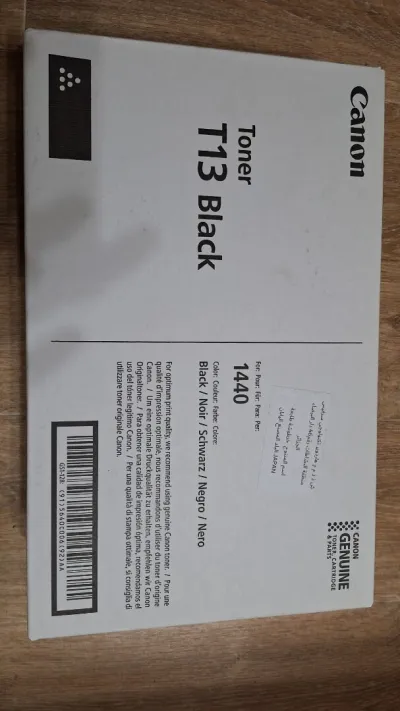 Canon
Toner
T13 Black
CANON
GENUINE
TONER CARTRIDGE
& PARTS
For: Pour: Für: Para: Per:
1440
Color: Couleur: Farbe: Colore:
Black / Noir / Schwarz / Negro / Nero
For optimum print quality, we recommend using genuine Canon toner. / Pour une
qualité d'impression optimale, nous recommandons d'utiliser du toner d'origine
Canon. / Um eine optimale Druckqualität zu erhalten, empfehlen wir Canon
Originaltoner. / Para obtener una calidad de impresión óptima, recomendamos el
uso del tóner legítimo Canon. / Per una qualità di stampa ottimale, si consiglia di
utilizzare toner originale Canon.
GS1-128